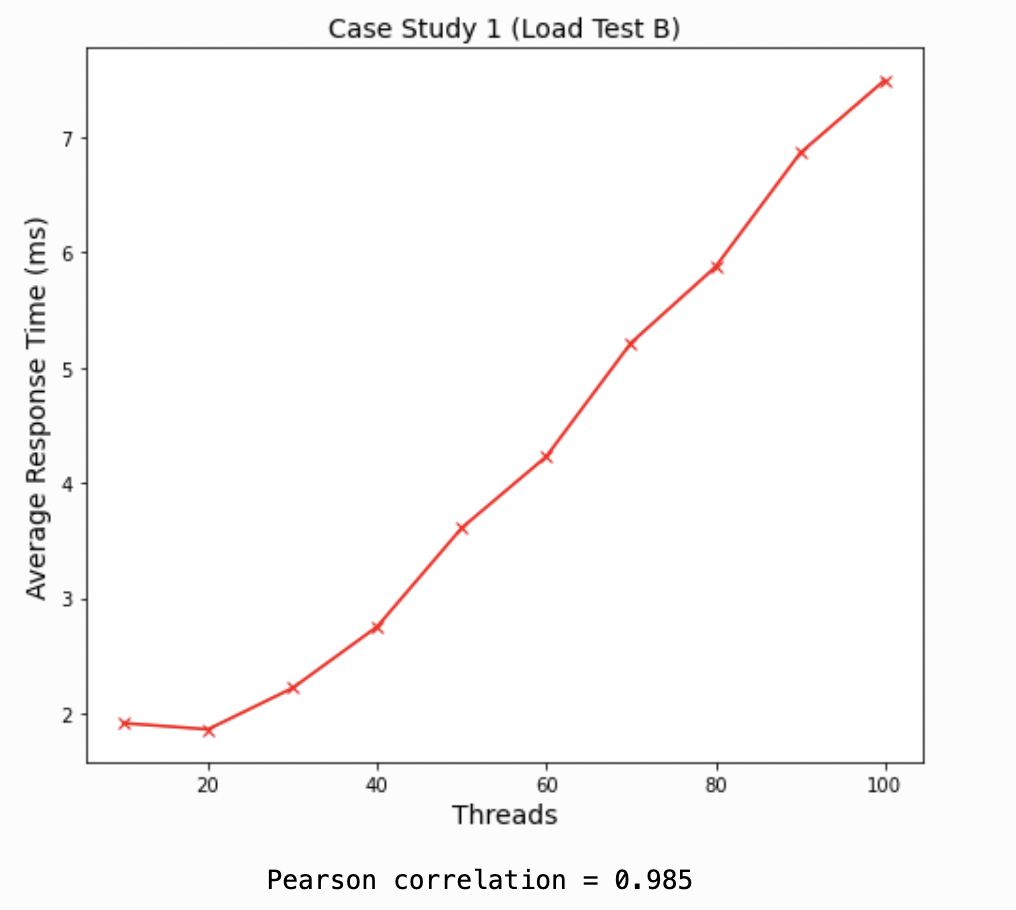 Case Study 1 (Load Test B)
Average Response Time (ms)
7
6
5
4
3
2
20 40 60 80 100
Threads
Pearson correlation = 0.985